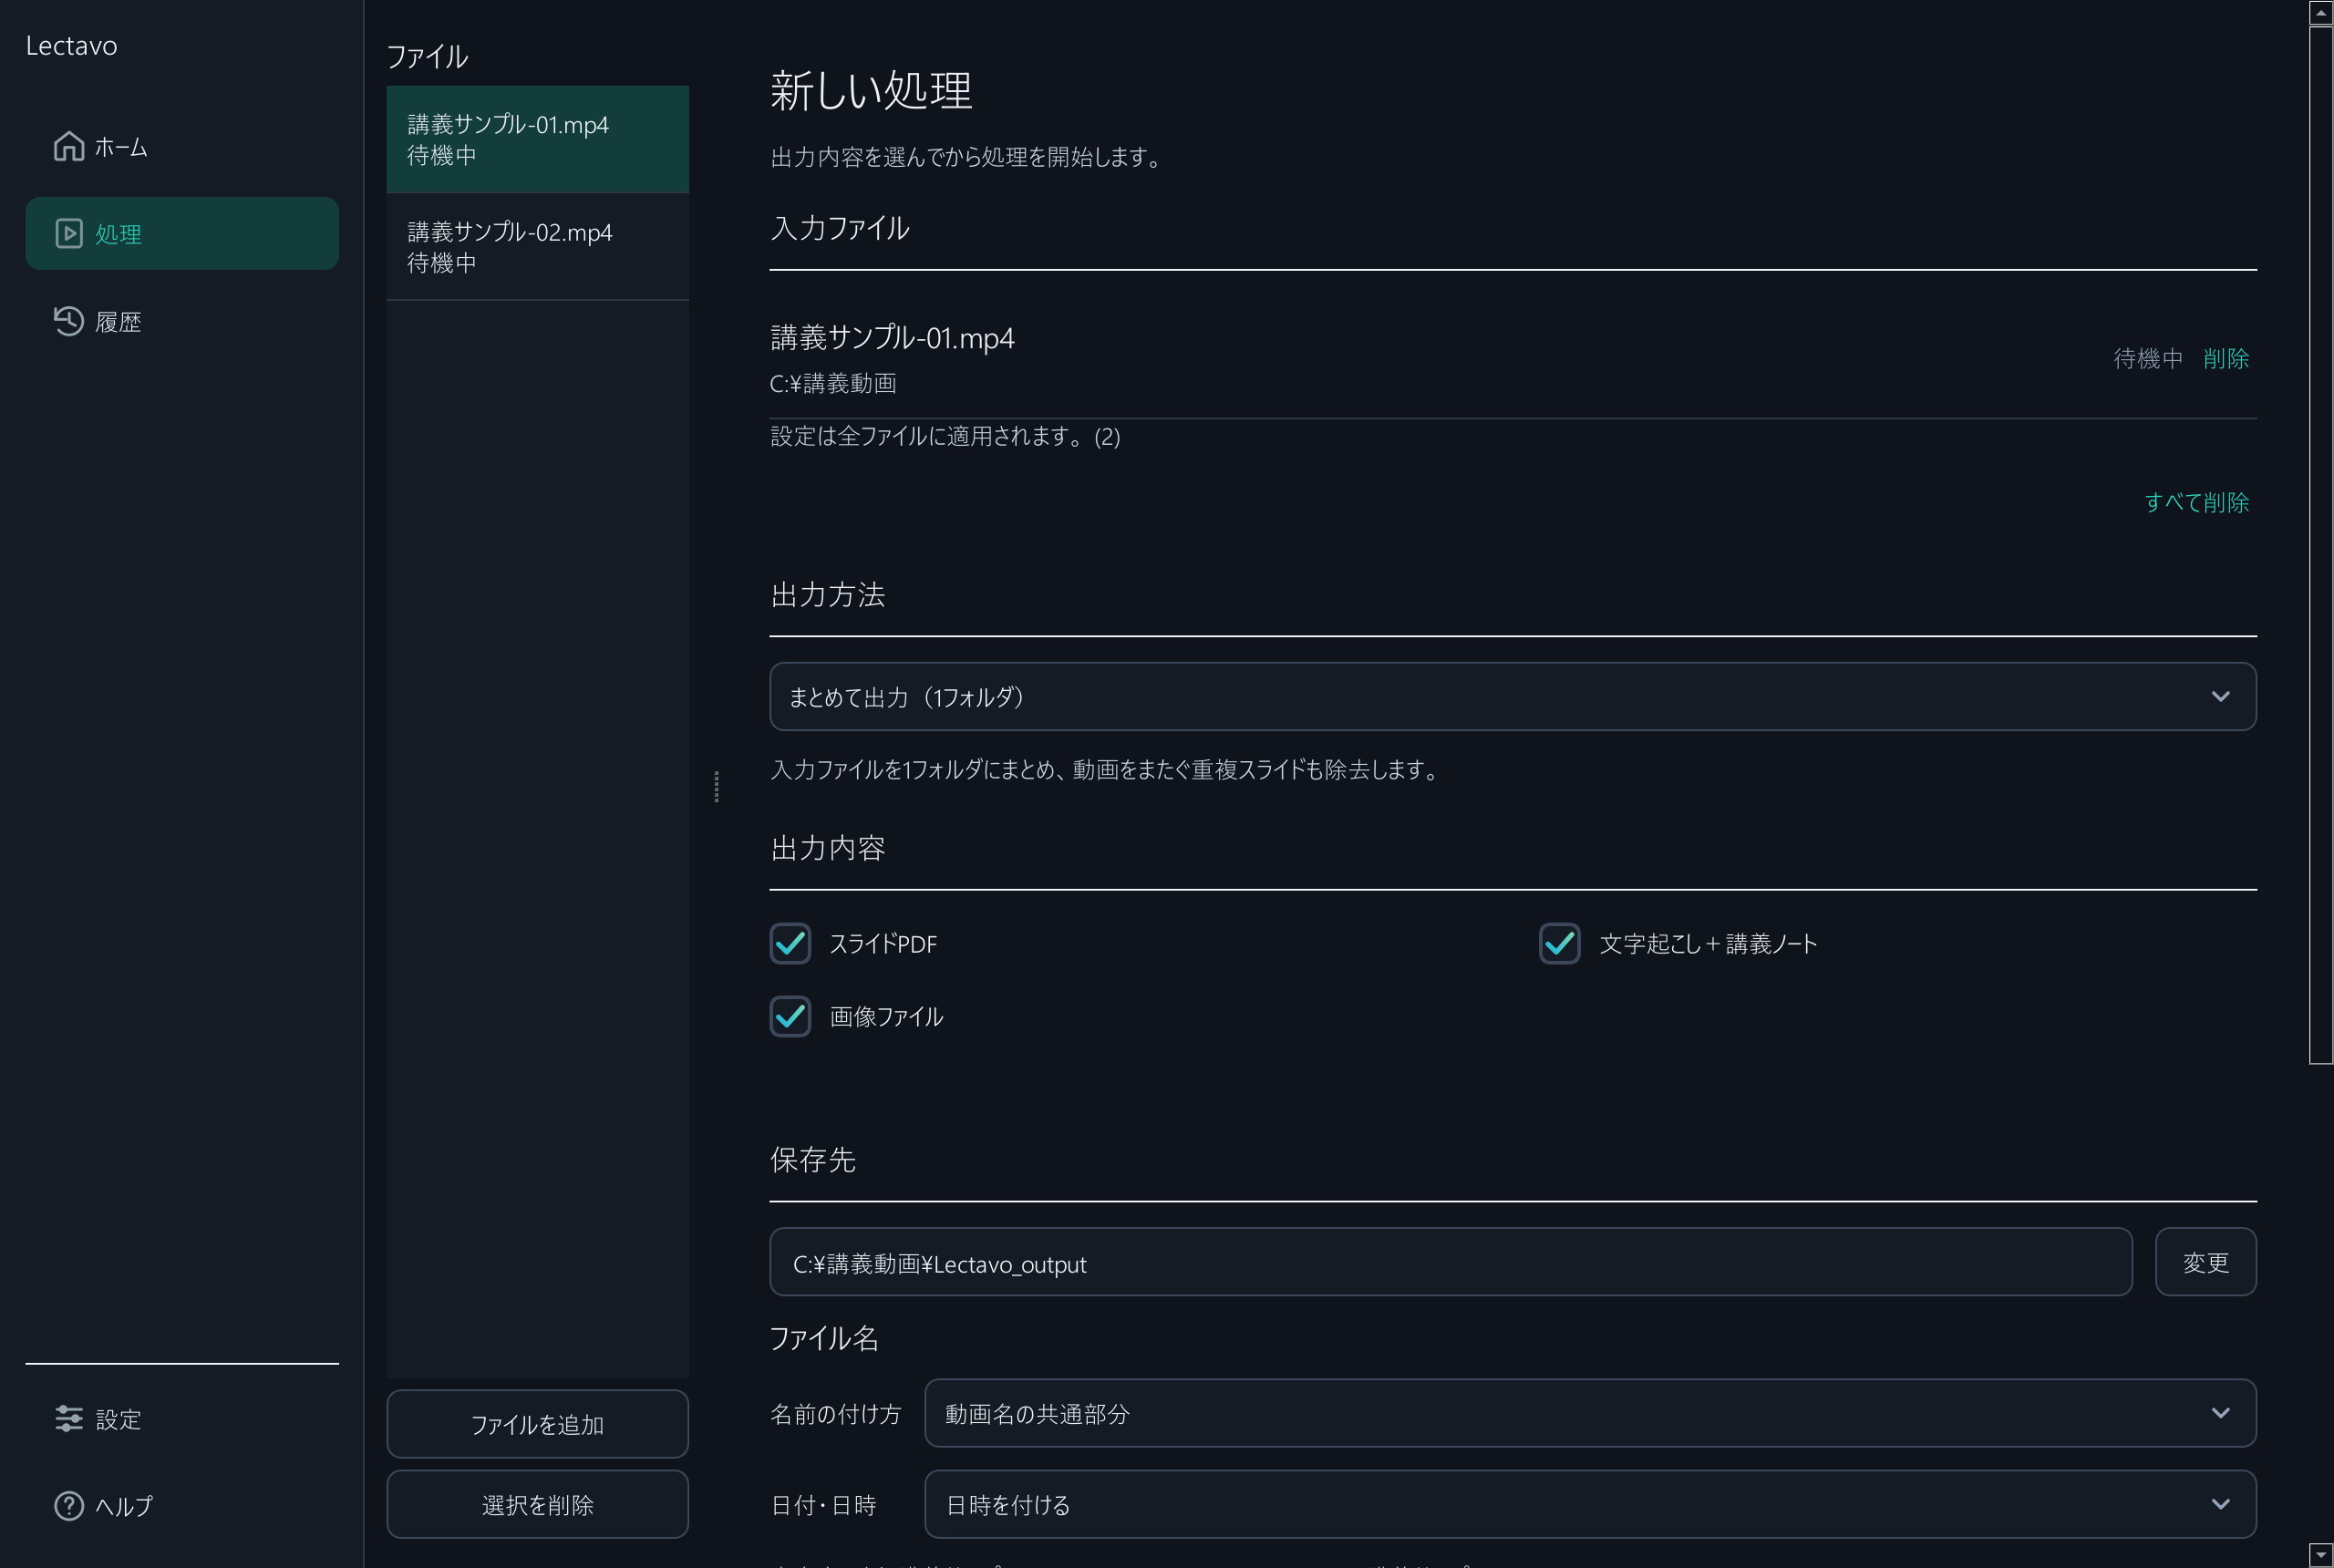 Lectavo
ホーム
処理
履歴
設定
ヘルプ
ファイル
講義サンプル-01.mp4
待機中
講義サンプル-02.mp4
待機中
ファイルを追加
選択を削除
新しい処理
出力内容を選んでから処理を開始します。
入力ファイル
講義サンプル-01.mp4
C:¥講義動画
待機中 削除
設定は全ファイルに適用されます。 (2)
すべて削除
出力方法
まとめて出力（1フォルダ）
入力ファイルを1フォルダにまとめ、動画をまたぐ重複スライドも除去します。
出力内容
スライドPDF
文字起こし＋講義ノート
画像ファイル
保存先
C:¥講義動画¥Lectavo_output
変更
ファイル名
名前の付け方
動画名の共通部分
日付・日時
日時を付ける